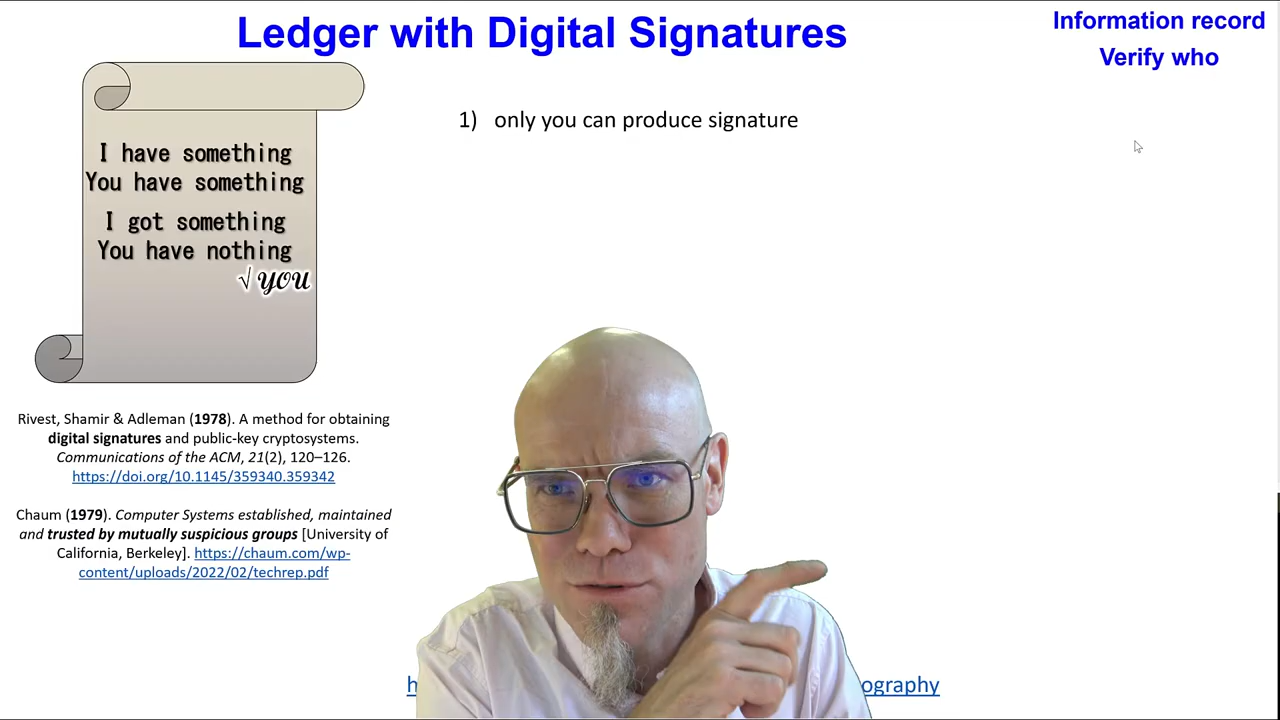 Ledger with Digital Signatures
Information record
Verify who
I have something
You have something
I got something
You have nothing
√ you
1) only you can produce signature
Rivest, Shamir & Adleman (1978). A method for obtaining
digital signatures and public-key cryptosystems.
Communications of the ACM, 21(2), 120–126.
https://doi.org/10.1145/359340.359342
Chaum (1979). Computer Systems established, maintained
and trusted by mutually suspicious groups [University of
California, Berkeley]. https://chaum.com/wp-
content/uploads/2022/02/techrep.pdf